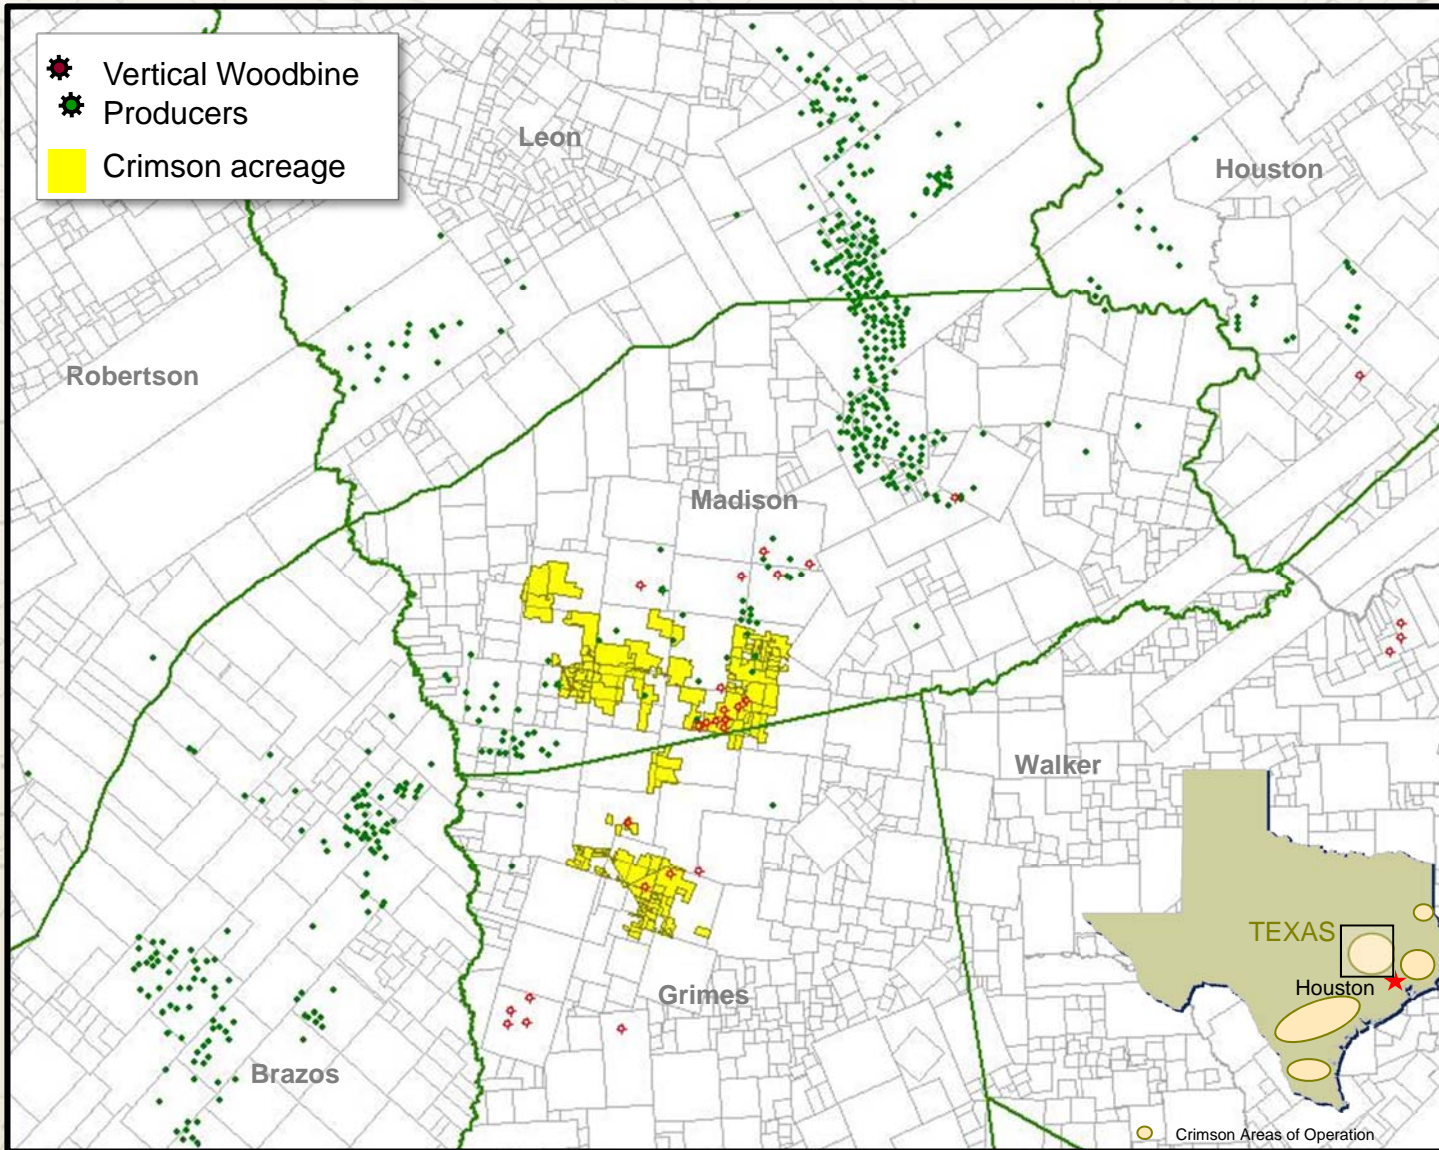 Vertical Woodbine
Producers
Crimson acreage
Leon
Houston
Robertson
Madison
Walker
TEXAS
Houston
Grimes
Brazos
Crimson Areas of Operation